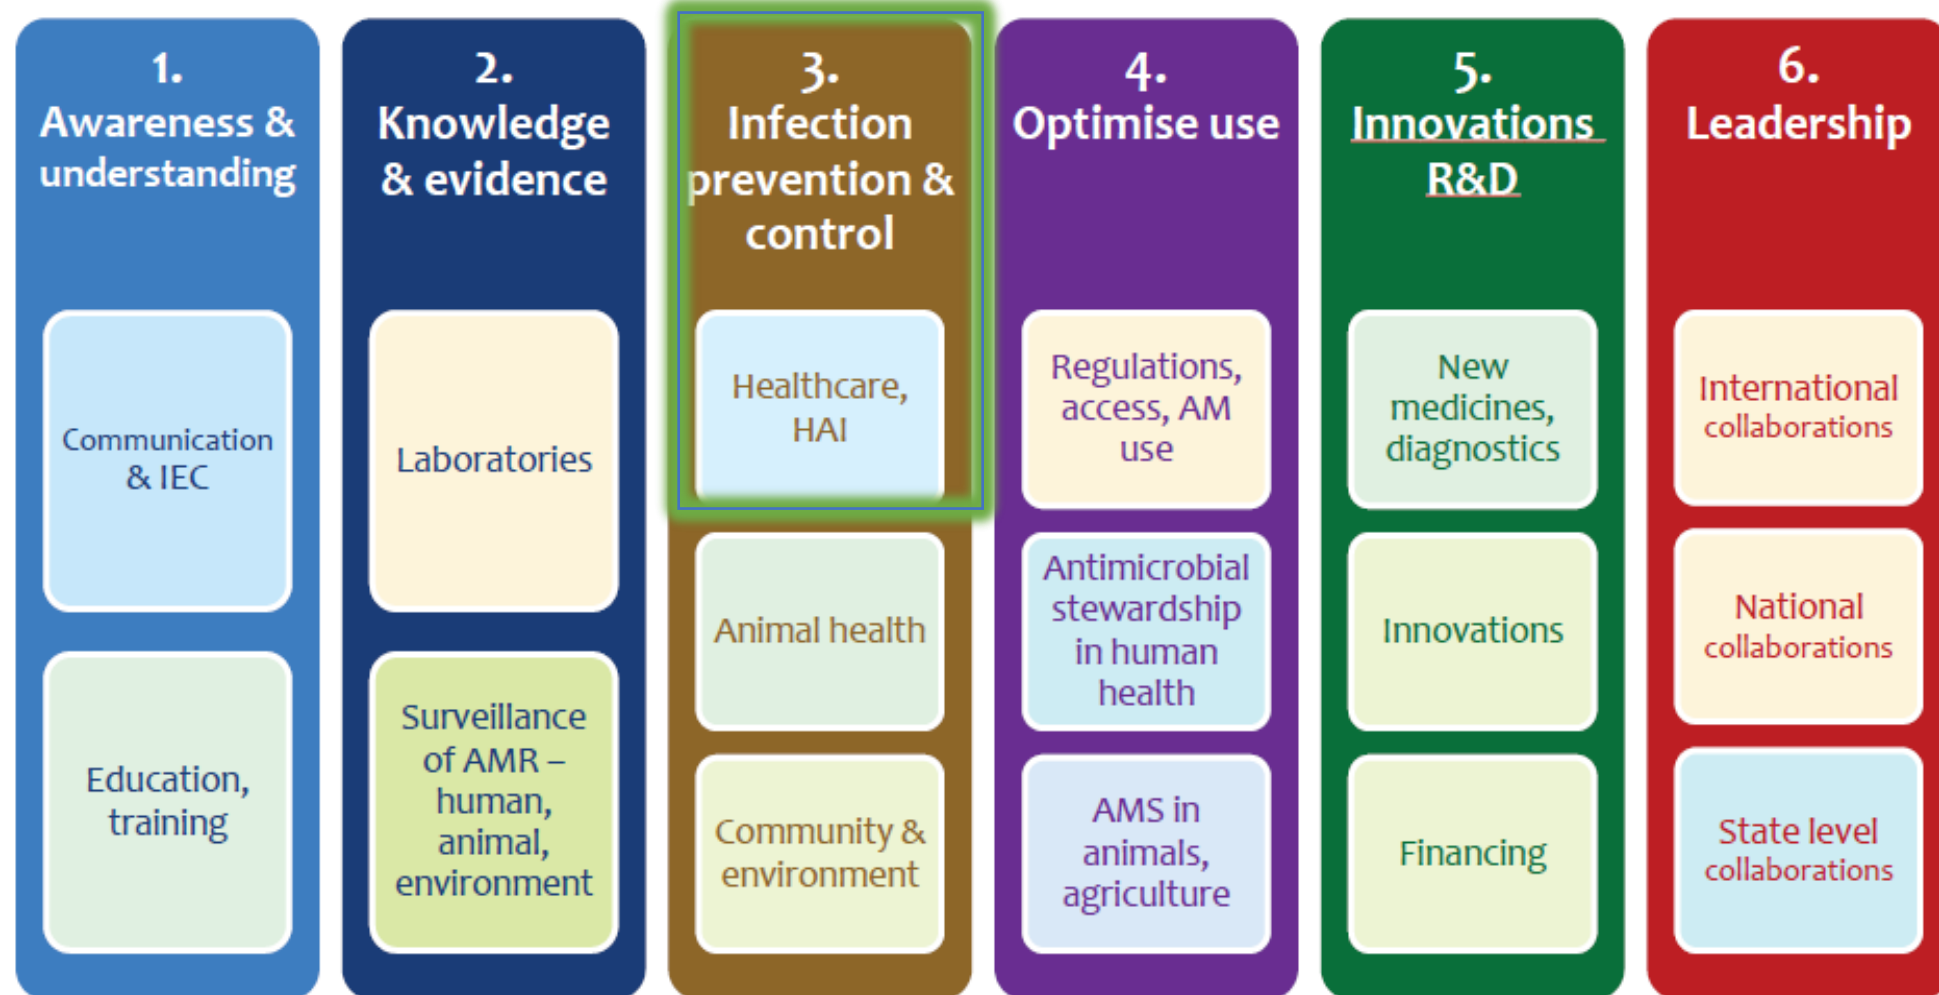 1.
Awareness &
understanding
Communication
& IEC
Education,
training
2.
Knowledge
& evidence
Laboratories
Surveillance
of AMR –
human,
animal,
environment
3.
Infection
prevention &
control
Healthcare,
HAI
Animal health
Community &
environment
4.
Optimise use
Regulations,
access, AM
use
Antimicrobial
stewardship
in human
health
AMS in
animals,
agriculture
5.
Innovations
R&D
New
medicines,
diagnostics
Innovations
Financing
6.
Leadership
International
collaborations
National
collaborations
State level
collaborations